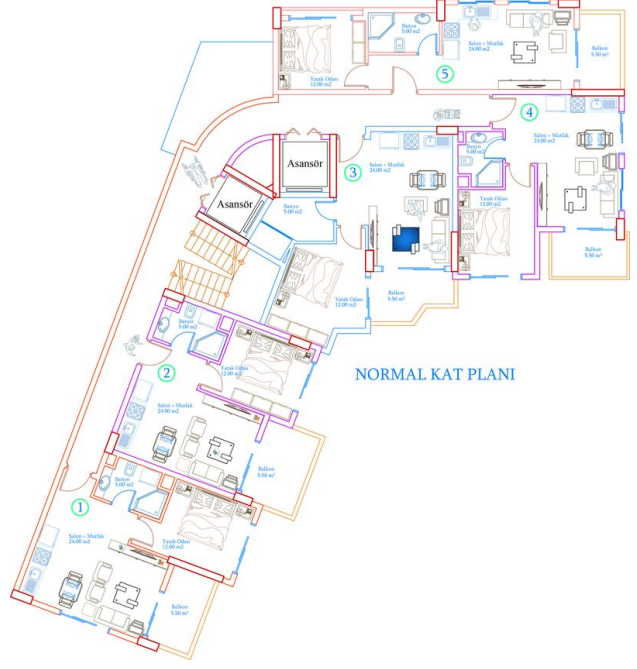 Banyo
5.00 m2
Salon + Mutfak
24.00 m2
Balkon
5.50 m²
Yatak Odası
12.00 m2
5
4
Asansör
3
Salon + Mutfak
24.00 m2
Banyo
5.00 m2
Salon + Mutfak
24.00 m2
Asansör
Banyo
5.00 m2
Yatak Odası
12.00 m2
Balkon
5.50 m²
Yatak Odası
12.00 m2
Balkon
5.50 m²
Banyo
5.00 m2
2
Yatak Odası
12.00 m2
NORMAL KAT PLANI
Salon + Mutfak
24.00 m2
Balkon
5.50 m²
Banyo
5.00 m2
1
Salon + Mutfak
24.00 m2
Yatak Odası
12.00 m2
Balkon
5.50 m²